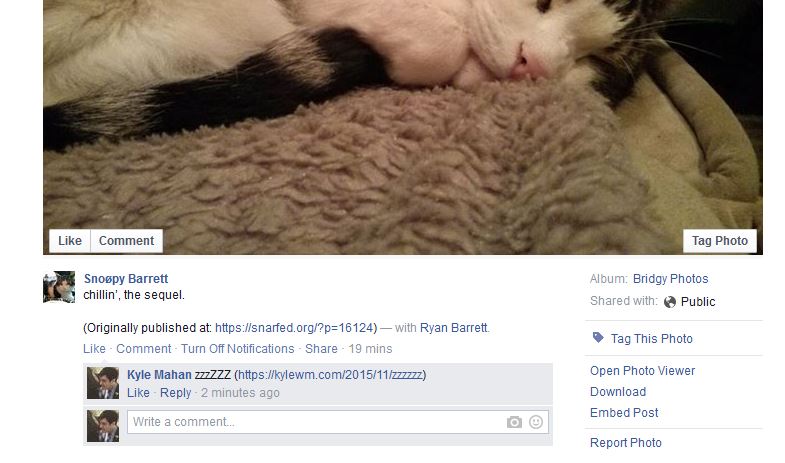 Like Comment Tag Photo
Snoøpy Barrett
chillin', the sequel.
(Originally published at: https://snarfed.org/?p=16124) — with Ryan Barrett.
Like · Comment · Turn Off Notifications · Share · 19 mins
Kyle Mahan zzzZZZ (https://kylewm.com/2015/11/zzzzzz)
Like · Reply · 2 minutes ago
Write a comment...
Album: Bridgy Photos
Shared with: Public
Tag This Photo
Open Photo Viewer
Download
Embed Post
Report Photo